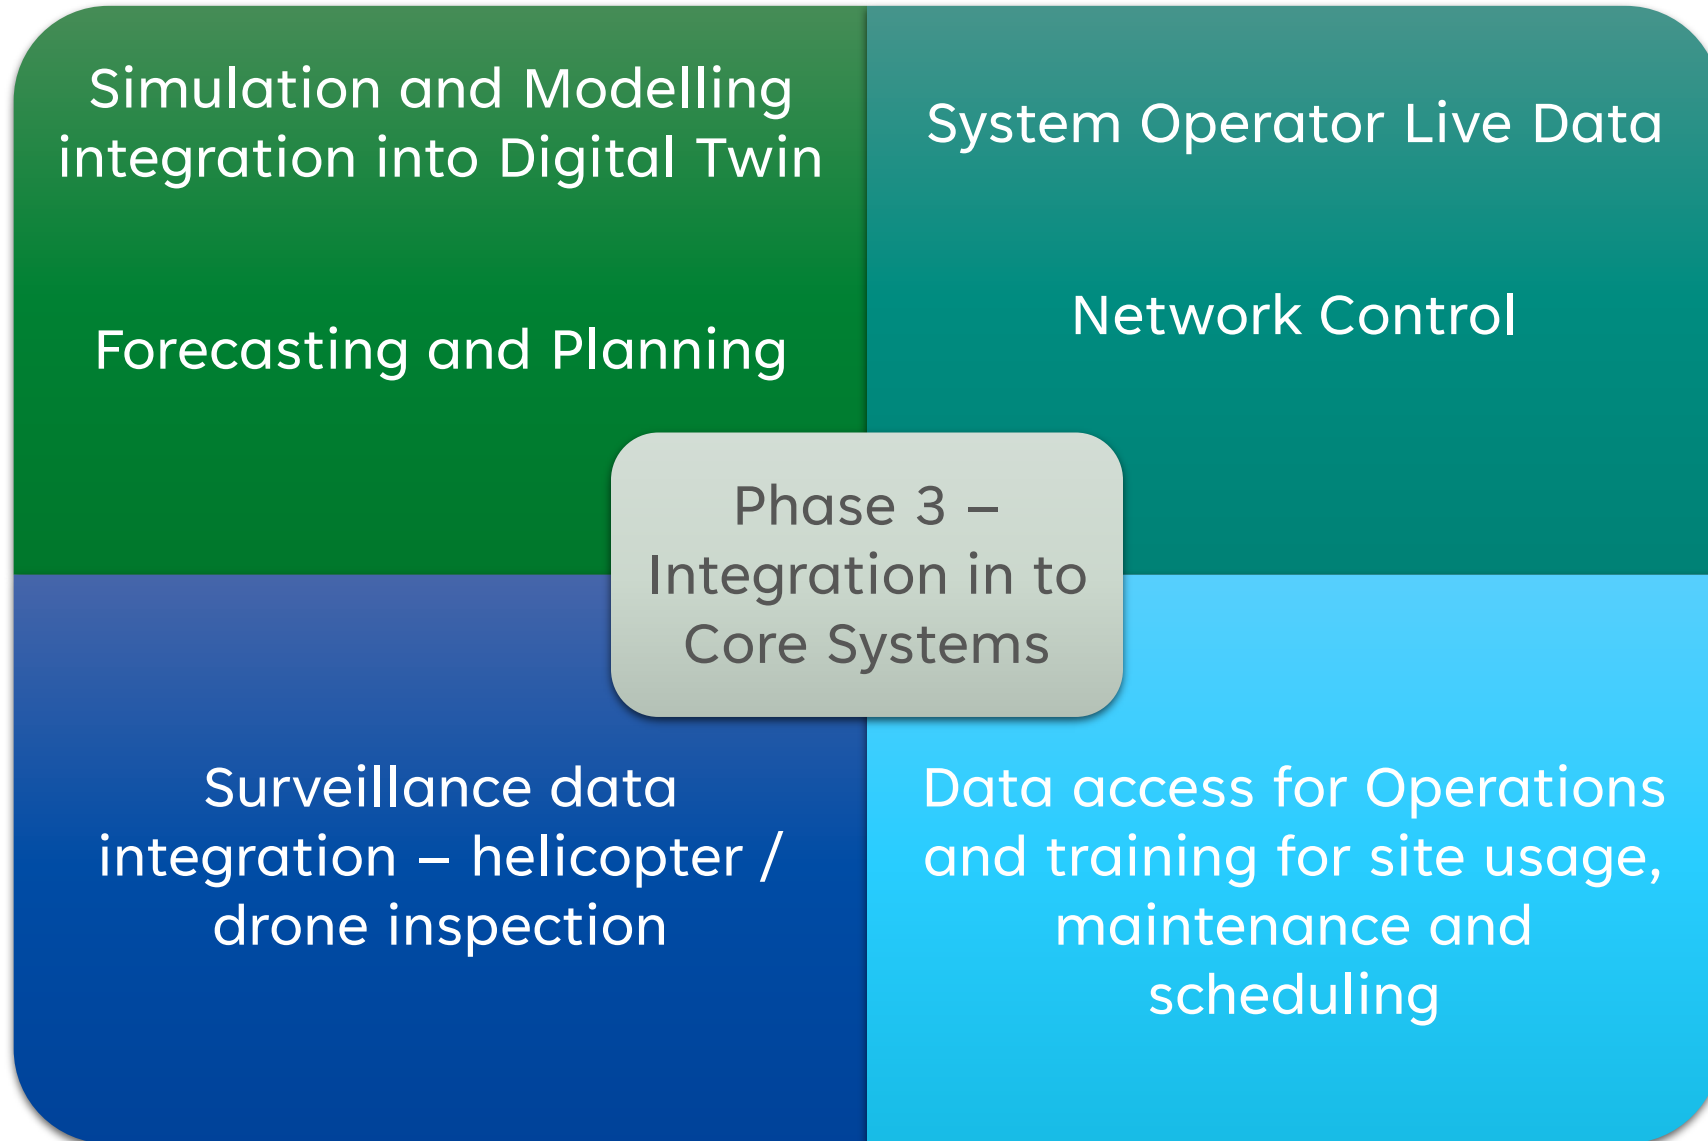 Simulation and Modelling
integration into Digital Twin
Forecasting and Planning
System Operator Live Data
Network Control
Phase 3 –
Integration in to
Core Systems
Surveillance data
integration – helicopter /
drone inspection
Data access for Operations
and training for site usage,
maintenance and
scheduling